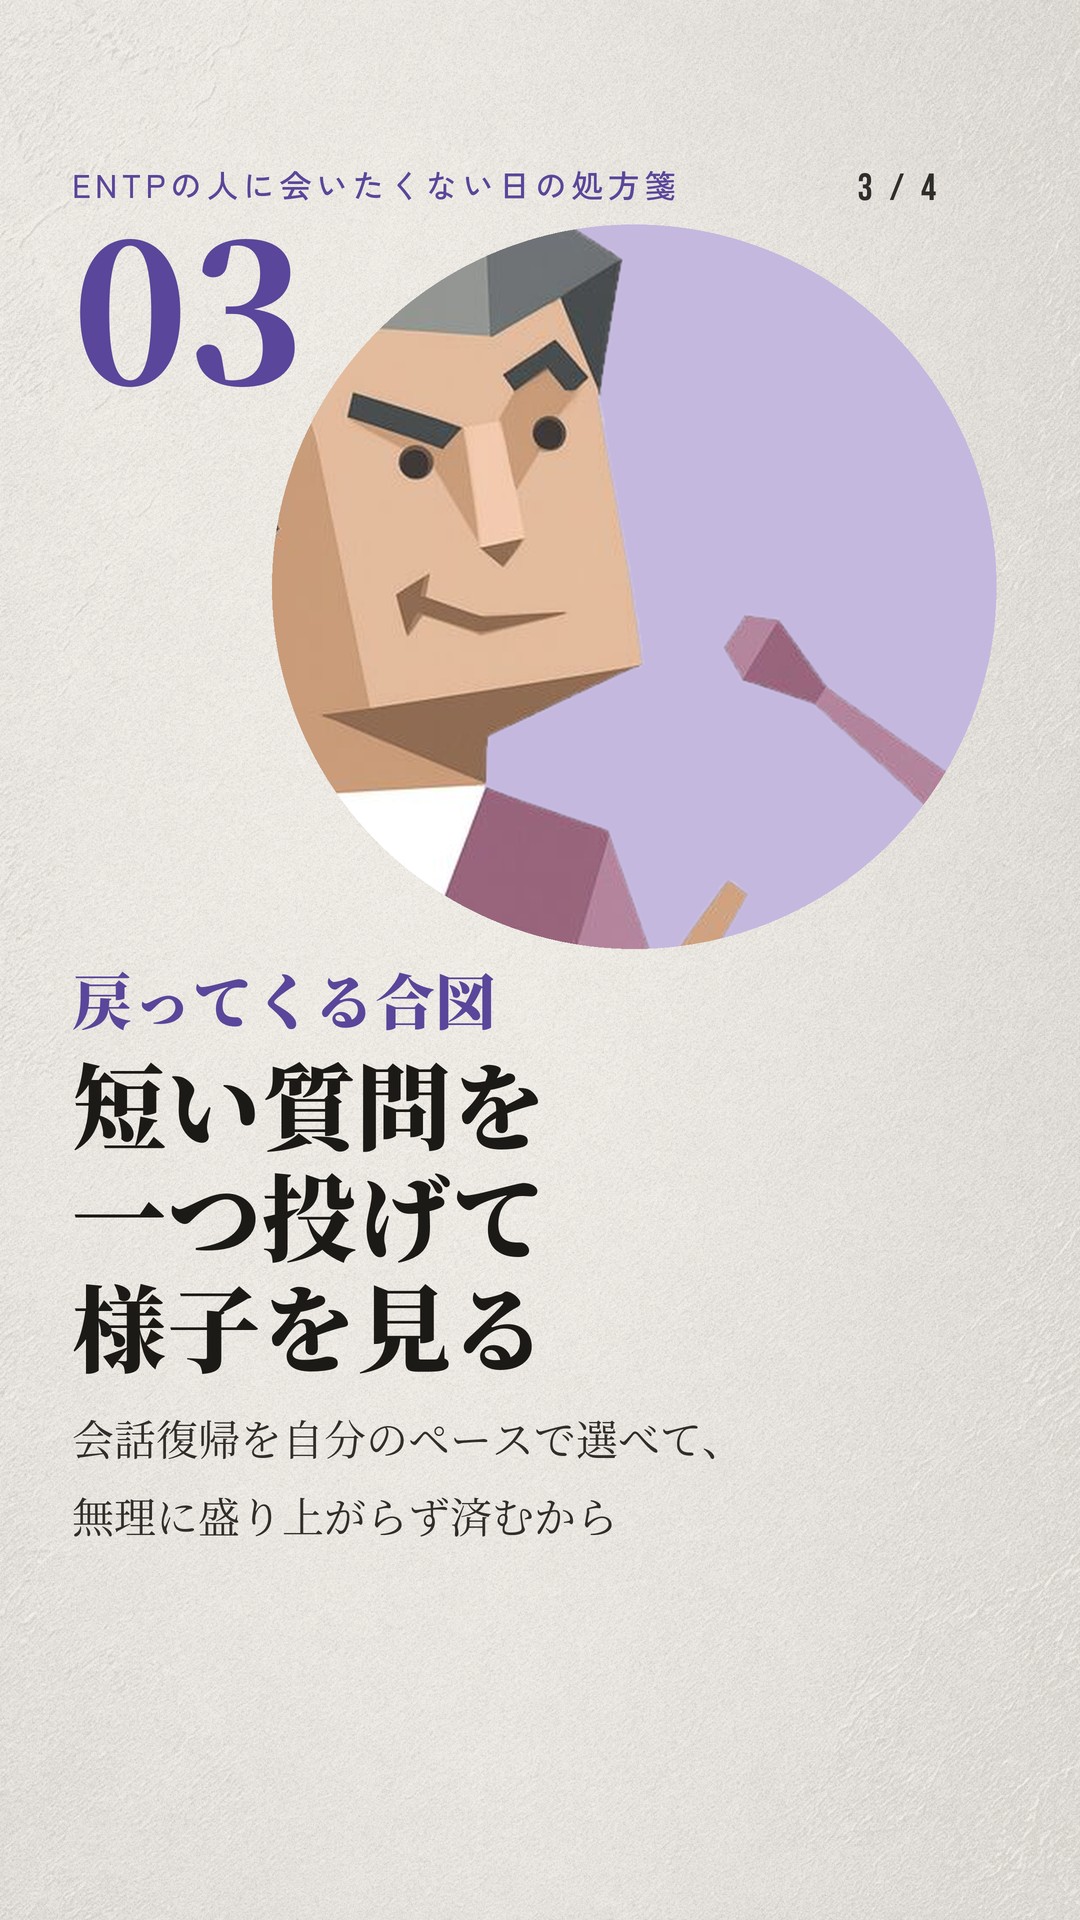 ENTPの人に会いたくない日の処方箋
3 / 4
03
戻ってくる合図
短い質問を
一つ投げて
様子を見る
会話復帰を自分のペースで選べて、
無理に盛り上がらず済むから